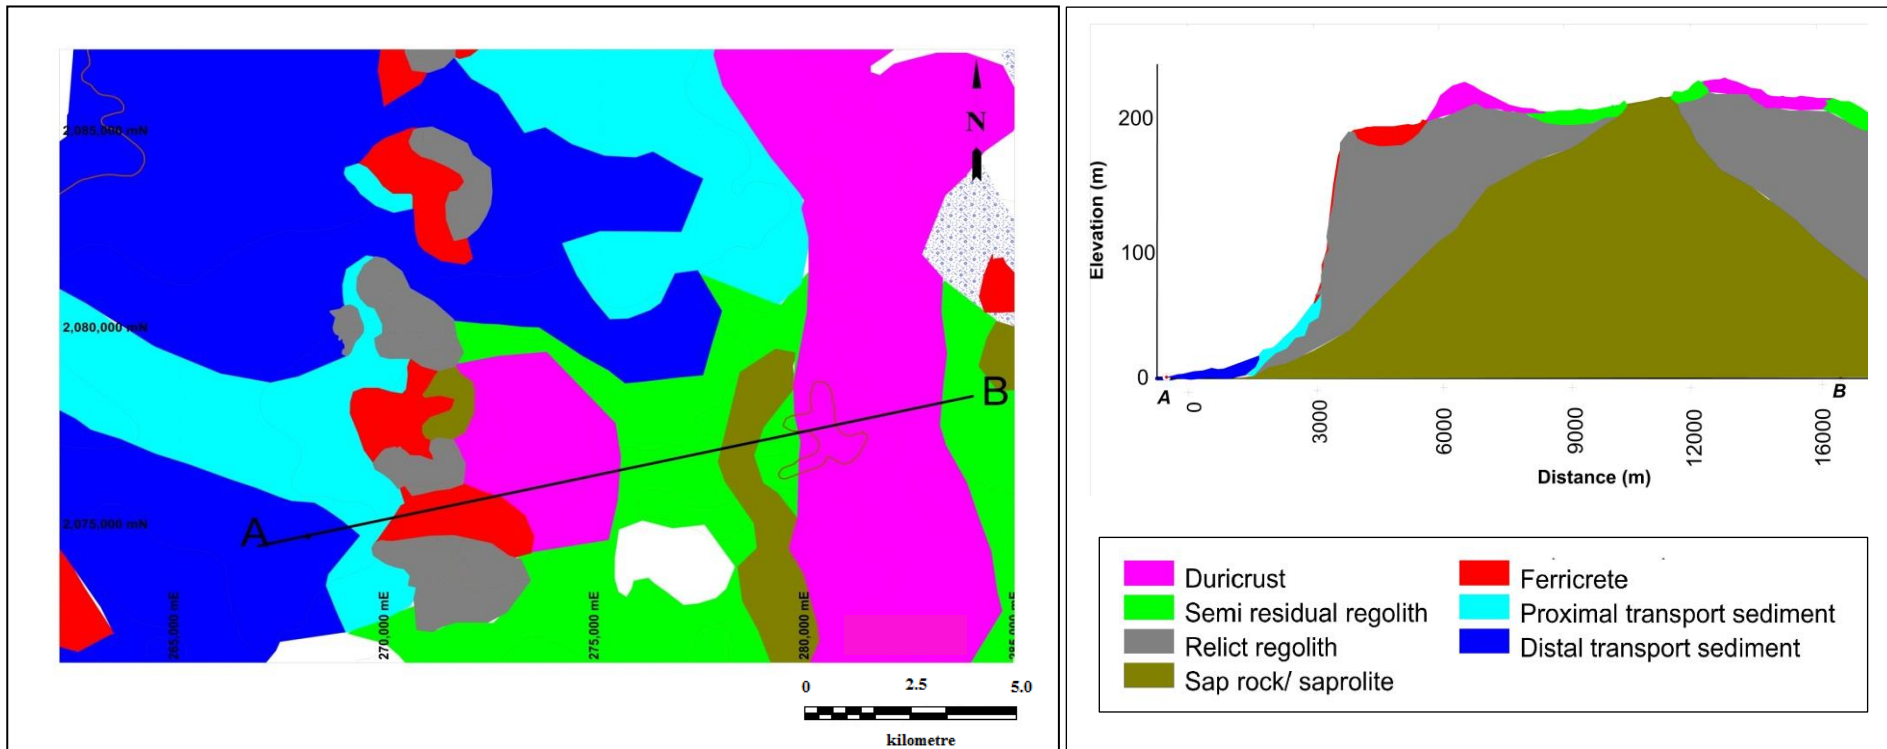 N
2,085,000 mN
2,080,000 mN
2,075,000 mN
A
B
265,000 mE
270,000 mE
275,000 mE
280,000 mE
285,000 mE
0 2.5 5.0
kilometre
Elevation (m)
200
100
0
A
B
0 3000 6000 9000 12000 16000
Distance (m)
Duricrust
Semi residual regolith
Relict regolith
Sap rock/ saprolite
Ferricrete
Proximal transport sediment
Distal transport sediment